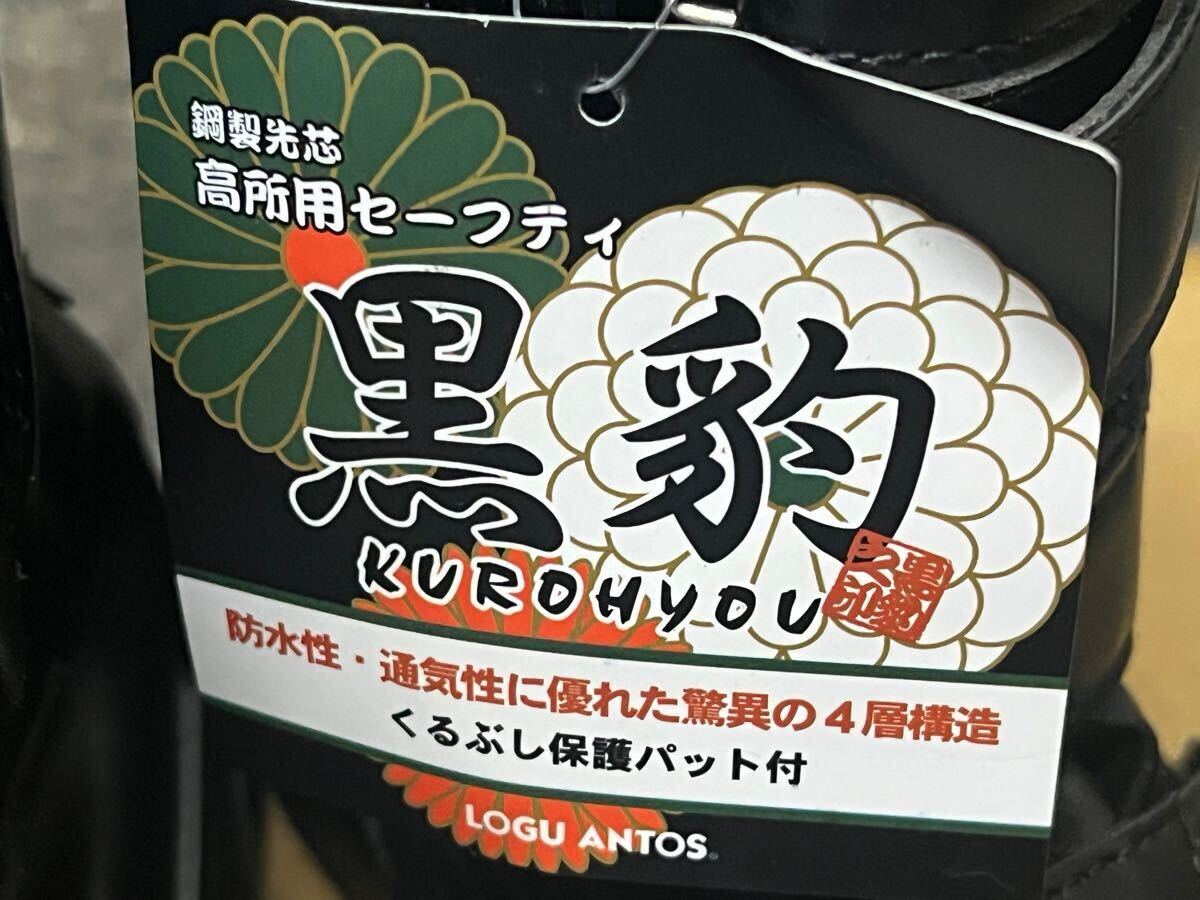 鋼製先芯
高所用セーフティ
黒豹
KUROHYOU
防水性・通気性に優れた驚異の4層構造
くるぶし保護パット付
LOGU ANTOS